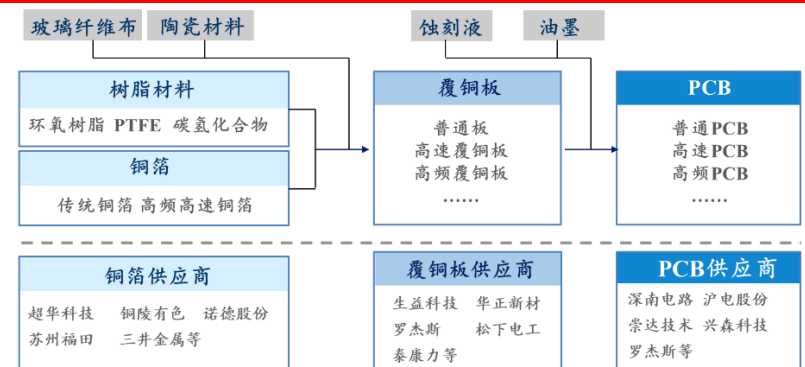 玻璃纤维布 陶瓷材料 蚀刻液 油墨
树脂材料
环氧树脂 PTFE 碳氢化合物
铜箔
传统铜箔 高频高速铜箔
覆铜板
普通板
高速覆铜板
高频覆铜板
......
PCB
普通PCB
高速PCB
高频PCB
......
铜箔供应商
超华科技 铜陵有色 诺德股份
苏州福田 三井金属等
覆铜板供应商
生益科技 华正新材
罗杰斯 松下电工
泰康力等
PCB供应商
深南电路 沪电股份
崇达技术 兴森科技
罗杰斯等